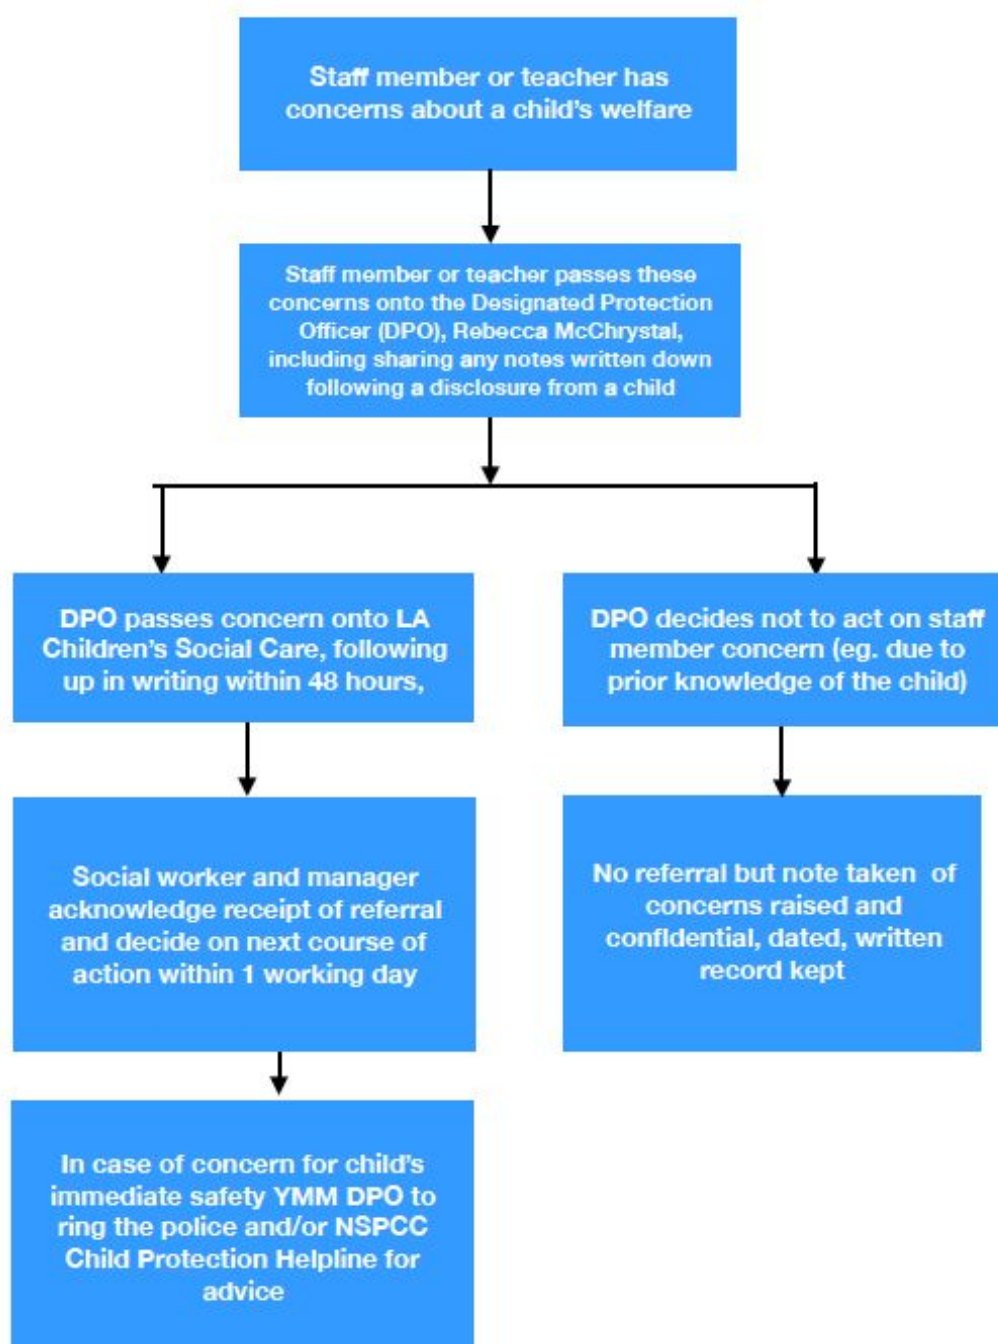 Staff member or teacher has
concerns about a child's welfare
Staff member or teacher passes these
concerns onto the Designated Protection
Officer (DPO), Rebecca McChrystal,
including sharing any notes written down
following a disclosure from a child
DPO passes concern onto LA
Children's Social Care, following
up in writing within 48 hours,
DPO decides not to act on staff
member concern (eg. due to
prior knowledge of the child)
Social worker and manager
acknowledge receipt of referral
and decide on next course of
action within 1 working day
No referral but note taken of
concerns raised and
confidential, dated, written
record kept
In case of concern for child's
immediate safety YMM DPO to
ring the police and/or NSPCC
Child Protection Helpline for
advice